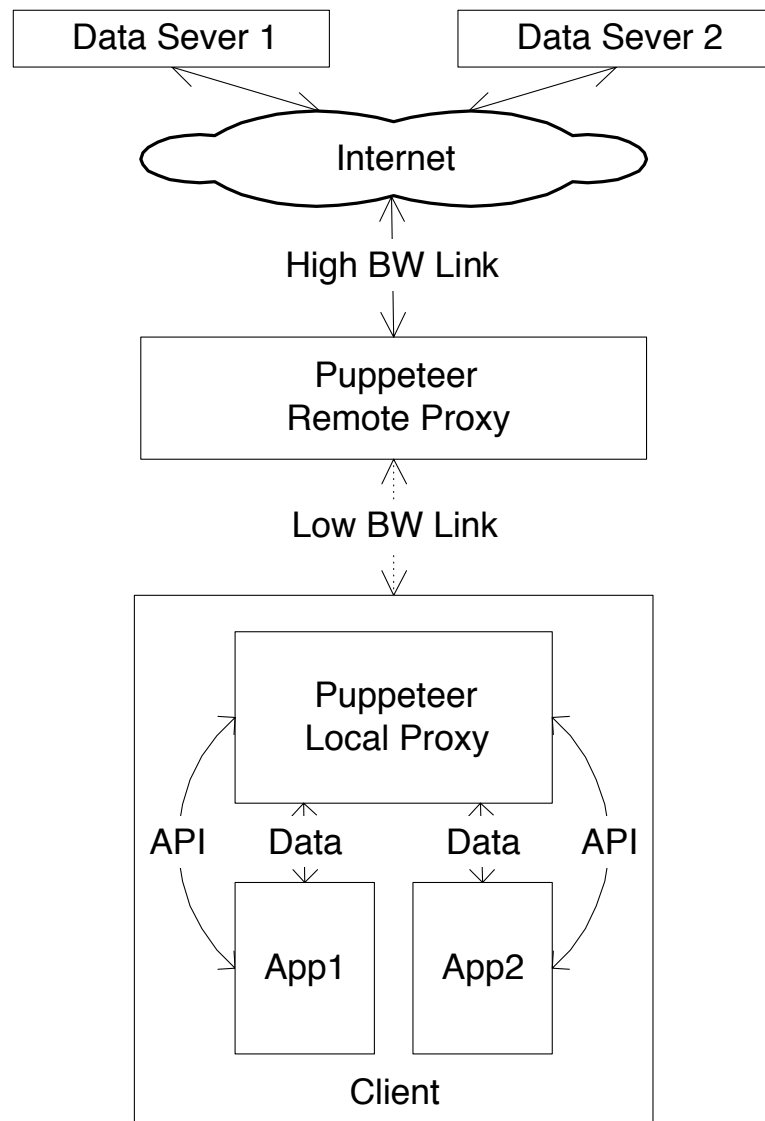 Data Sever 1
Data Sever 2
Internet
High BW Link
Puppeteer
Remote Proxy
Low BW Link
Puppeteer
Local Proxy
API
Data
Data
API
App1
App2
Client